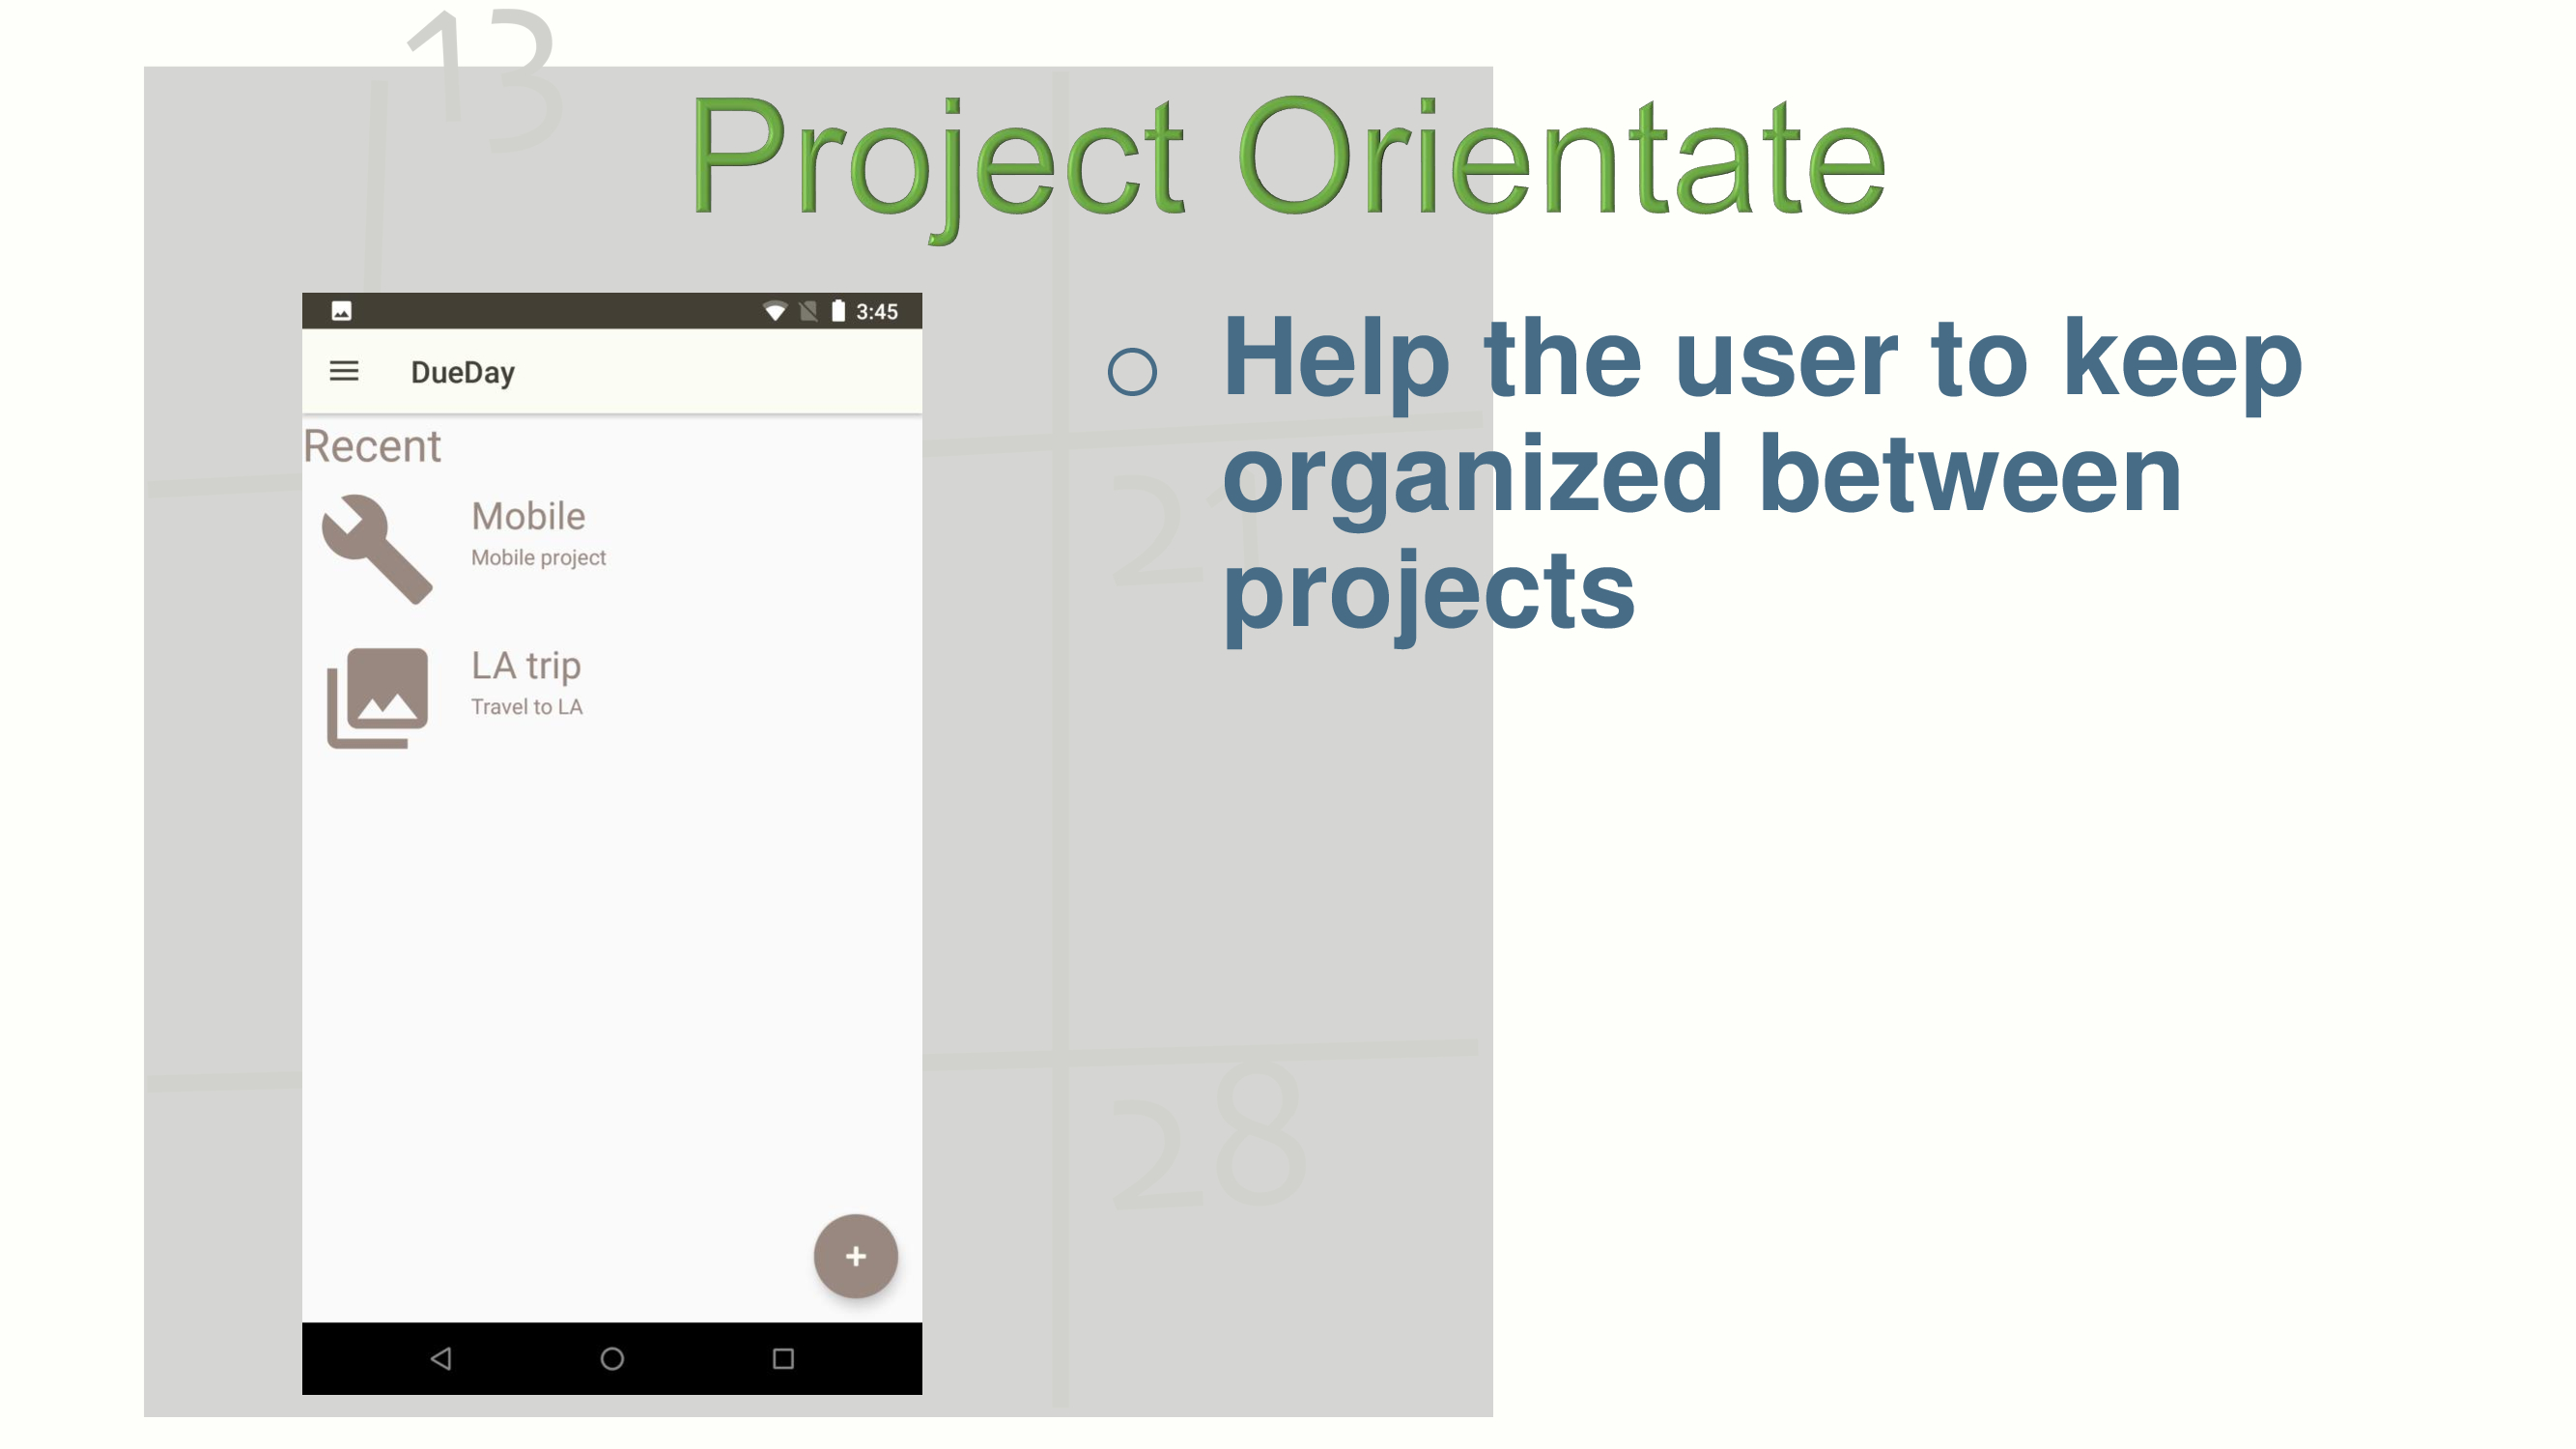 13
Project Orientate
3:45
DueDay
Recent
Mobile
Mobile project
LA trip
Travel to LA
+
○ Help the user to keep
organized between
projects
21
28